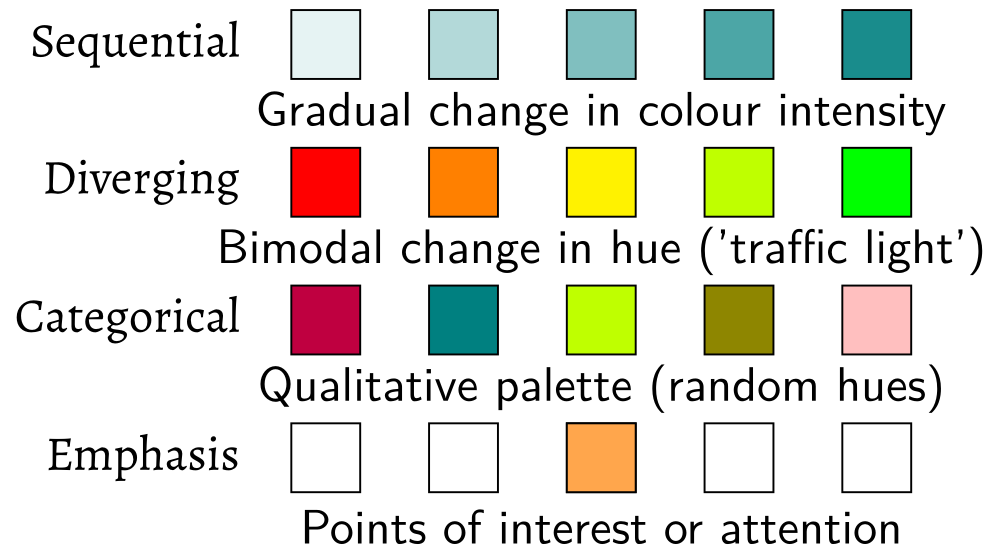 Sequential
Gradual change in colour intensity
Diverging
Bimodal change in hue ('traffic light')
Categorical
Qualitative palette (random hues)
Emphasis
Points of interest or attention